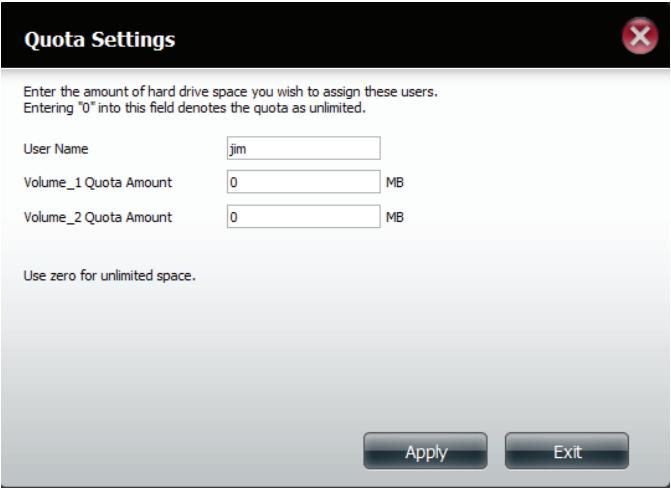 Quota Settings
Enter the amount of hard drive space you wish to assign these users.
Entering "0" into this field denotes the quota as unlimited.
User Name jim
Volume_1 Quota Amount 0 MB
Volume_2 Quota Amount 0 MB
Use zero for unlimited space.
Apply Exit